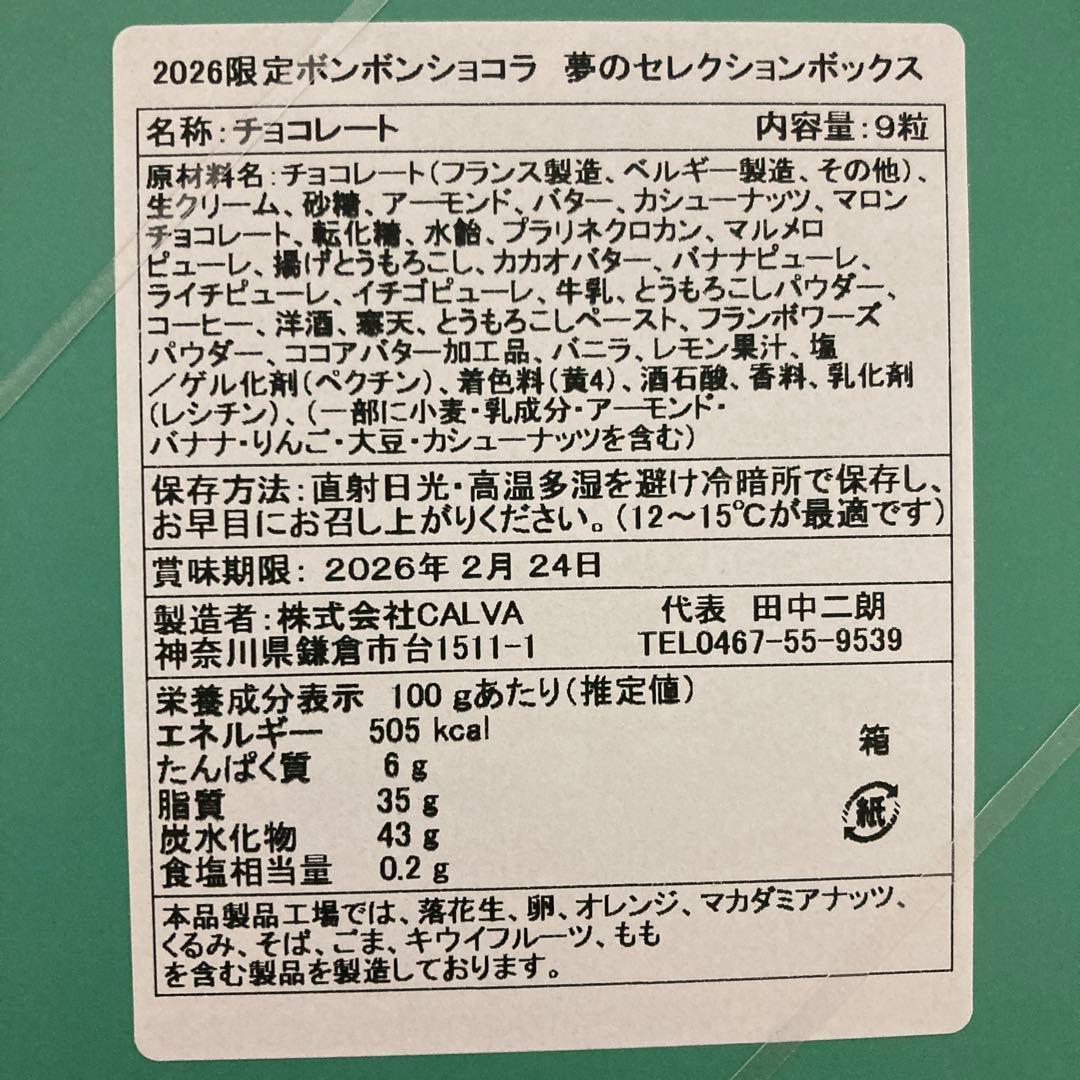 2026限定ボンボンショコラ 夢のセレクションボックス
名称:チョコレート 内容量:9粒
原材料名:チョコレート(フランス製造、ベルギー製造、その他)、
生クリーム、砂糖、アーモンド、バター、カシューナッツ、マロン
チョコレート、転化糖、水飴、プラリネクロカン、マルメロ
ピューレ、揚げとうもろこし、カカオバター、バナナピューレ、
ライチピューレ、イチゴピューレ、牛乳、とうもろこしパウダー、
コーヒー、洋酒、寒天、とうもろこしペースト、フランボワーズ
パウダー、ココアバター加工品、バニラ、レモン果汁、塩
/ゲル化剤(ペクチン)、着色料(黄4)、酒石酸、香料、乳化剤
(レシチン)、(一部に小麦・乳成分・アーモンド・
バナナ・りんご・大豆・カシューナッツを含む)
保存方法:直射日光・高温多湿を避け冷暗所で保存し、
お早目にお召し上がりください。(12～15℃が最適です)
賞味期限: 2026年 2月 24日
製造者:株式会社CALVA 代表 田中二朗
神奈川県鎌倉市台1511-1 TEL0467-55-9539
栄養成分表示 100gあたり(推定値)
エネルギー 505 kcal
たんぱく質 6 g
脂質 35 g
炭水化物 43 g
食塩相当量 0.2 g
箱
紙
本品製品工場では、落花生、卵、オレンジ、マカダミアナッツ、
くるみ、そば、ごま、キウイフルーツ、もも
を含む製品を製造しております。